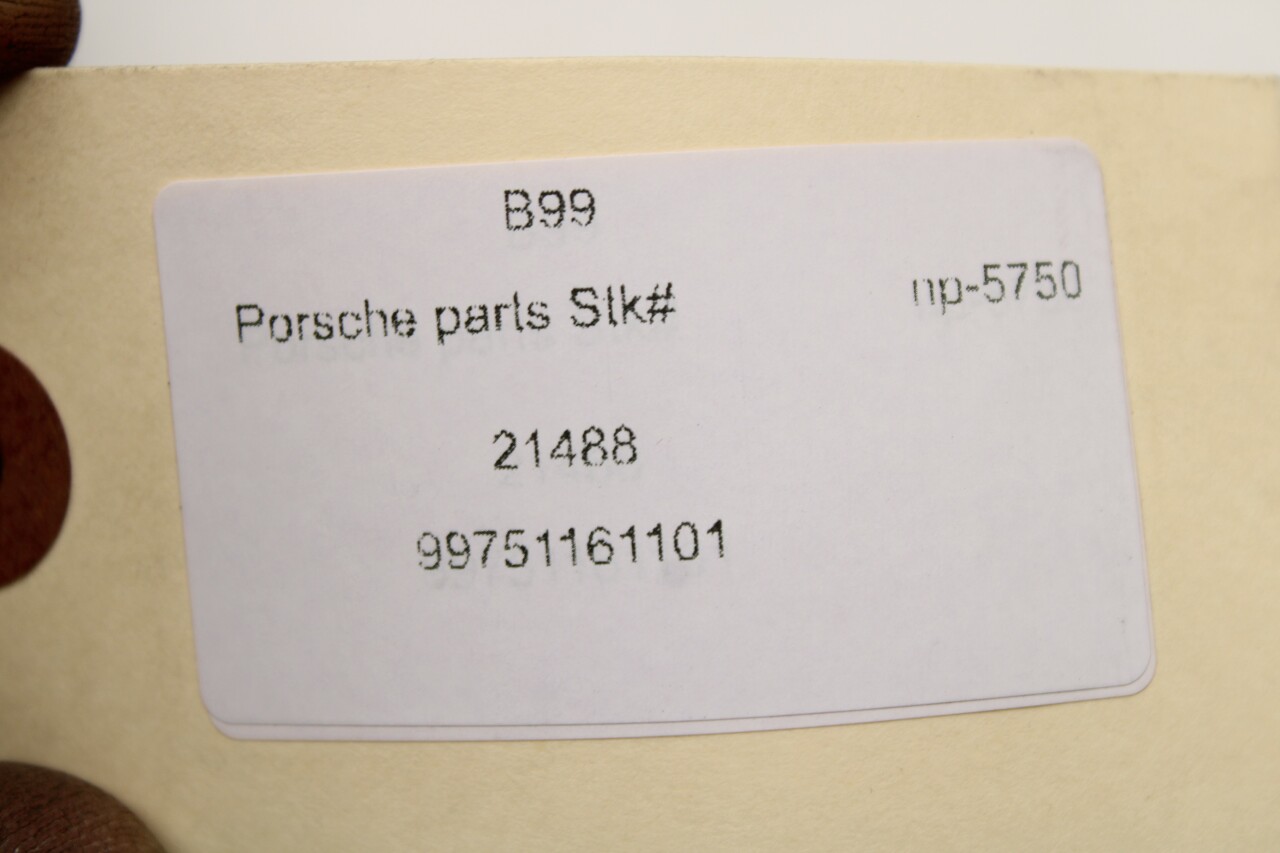 B99
Porsche parts Stk# np-5750
21488
99751161101